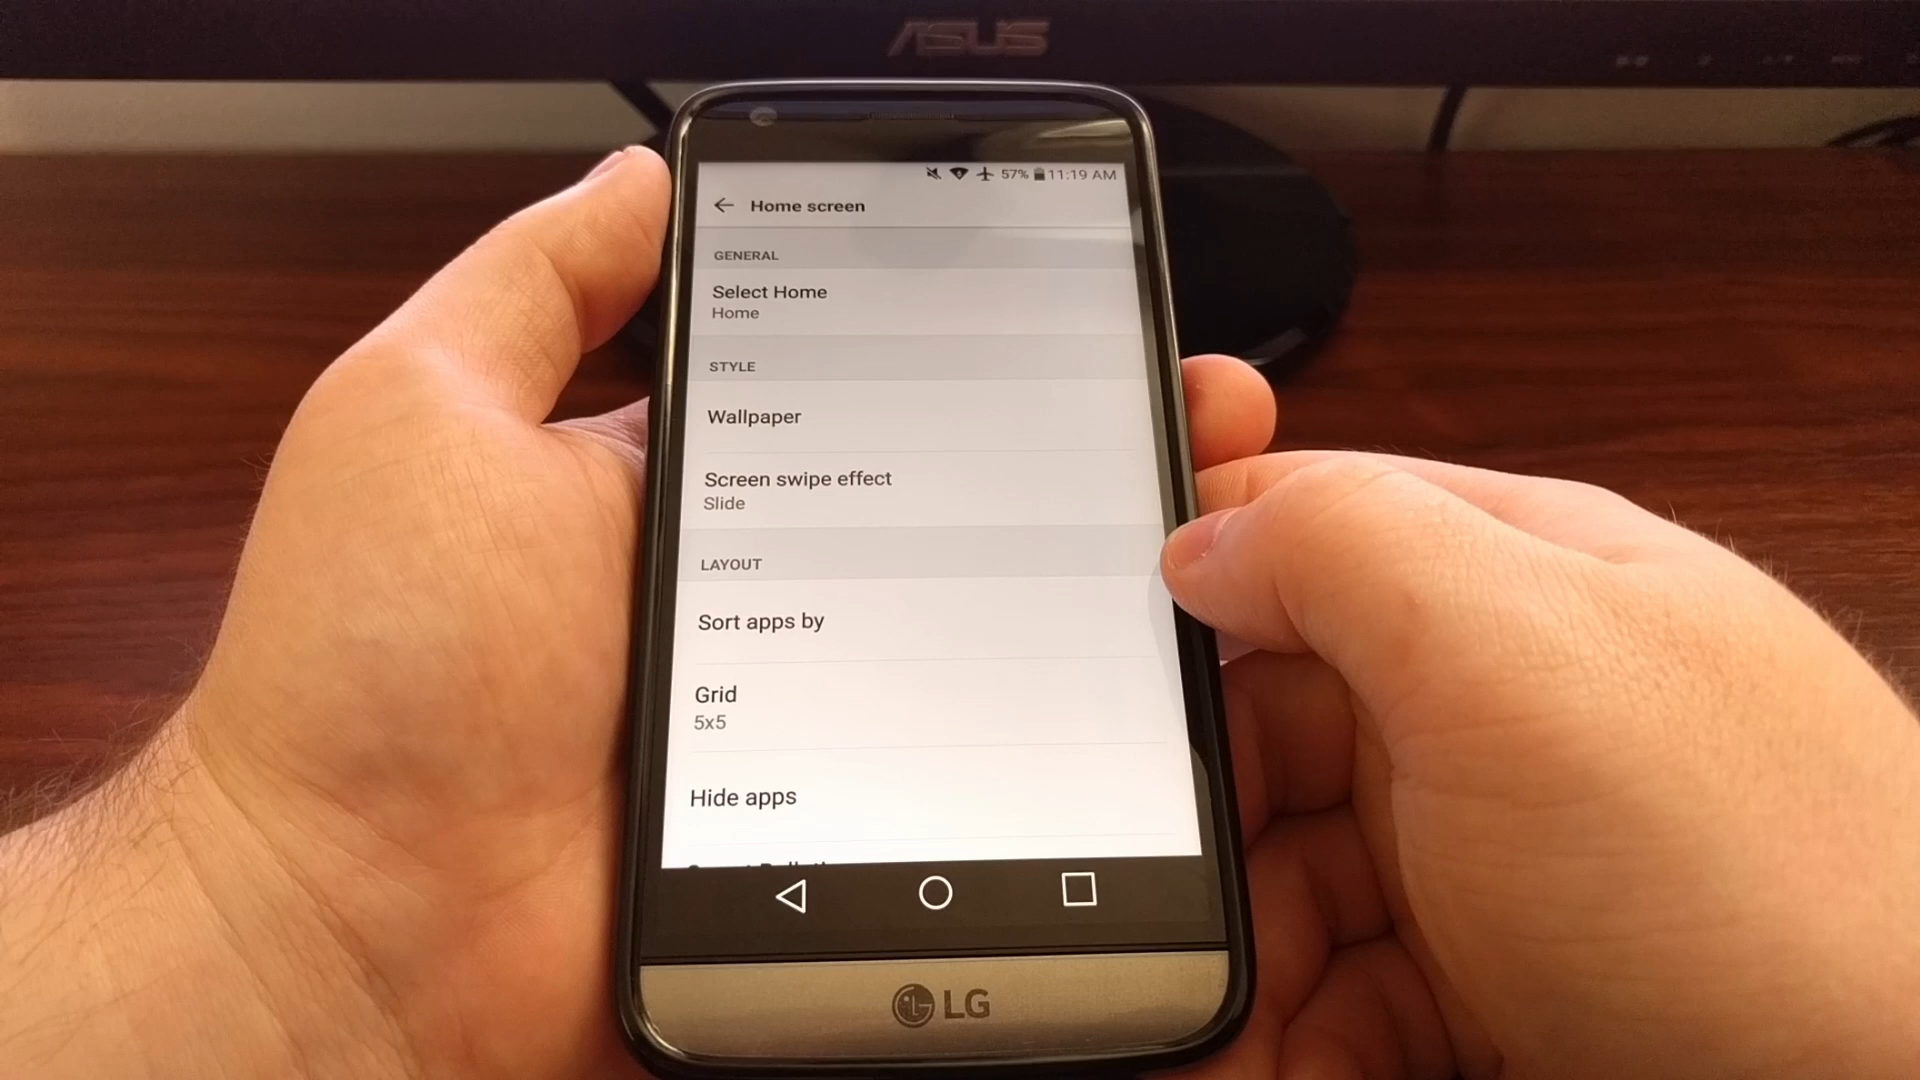 ASUS
57% 11:19 AM
Home screen
GENERAL
Select Home
Home
STYLE
Wallpaper
Screen swipe effect
Slide
LAYOUT
Sort apps by
Grid
5x5
Hide apps
LG